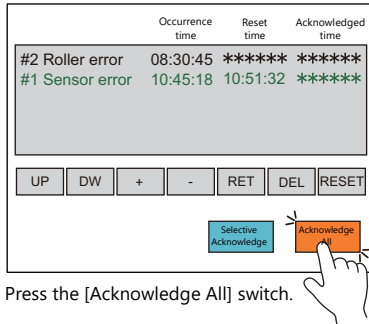 Occurrence time Reset time Acknowledged time
#2 Roller error 08:30:45 ****** ******
#1 Sensor error 10:45:18 10:51:32 ******
UP DW + - RET DEL RESET
Selective Acknowledge Acknowledge All
Press the [Acknowledge All] switch.